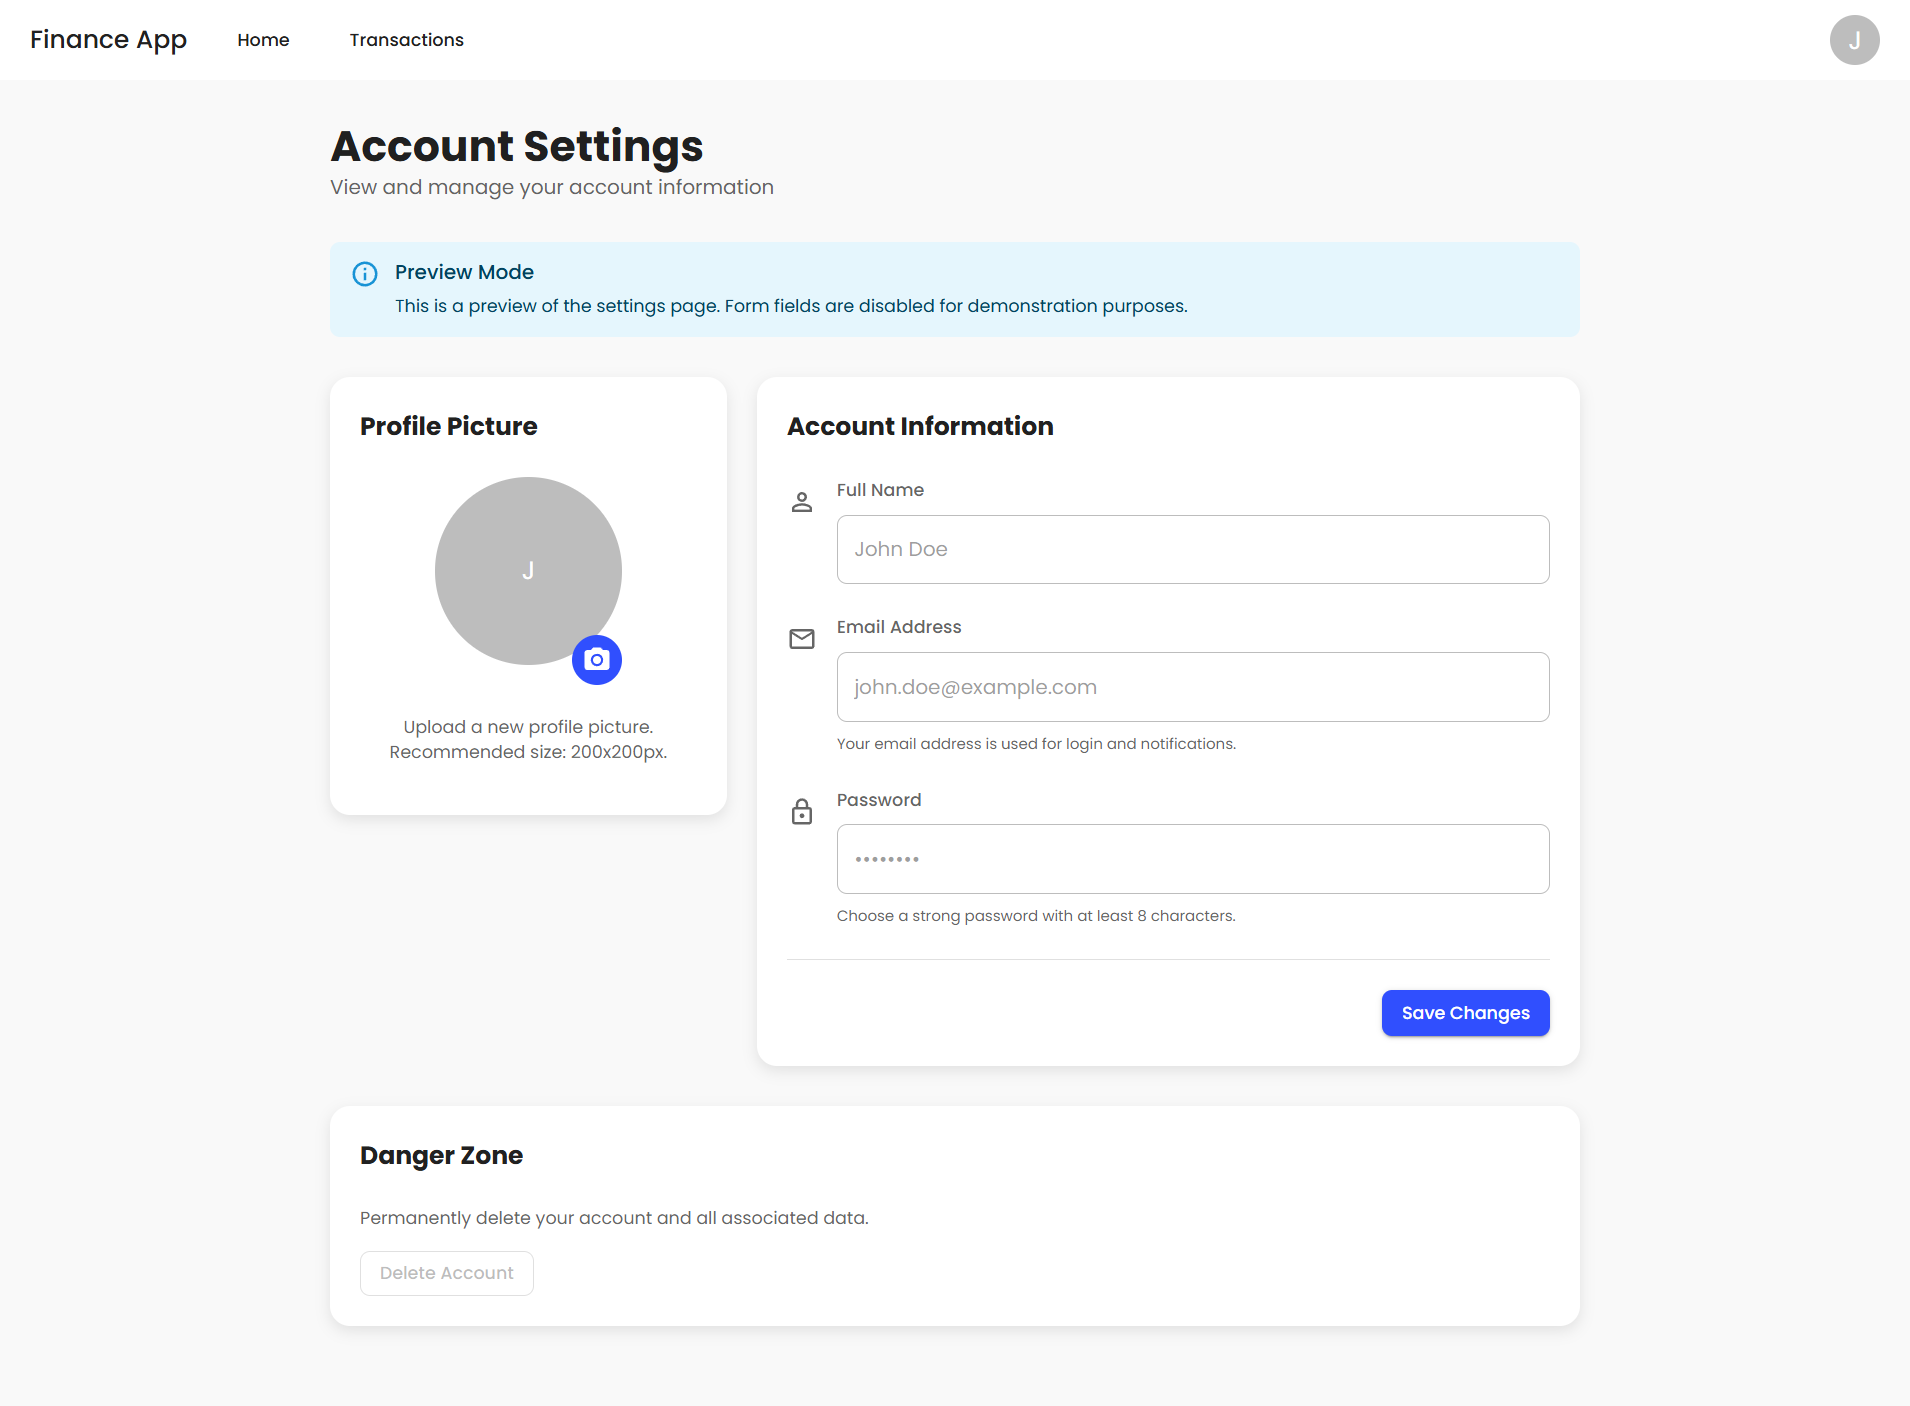 Finance App
Home
Transactions
J
Account Settings
View and manage your account information
Preview Mode
This is a preview of the settings page. Form fields are disabled for demonstration purposes.
Profile Picture
J
Upload a new profile picture.
Recommended size: 200x200px.
Account Information
Full Name
John Doe
Email Address
john.doe@example.com
Your email address is used for login and notifications.
Password
••••••••
Choose a strong password with at least 8 characters.
Save Changes
Danger Zone
Permanently delete your account and all associated data.
Delete Account